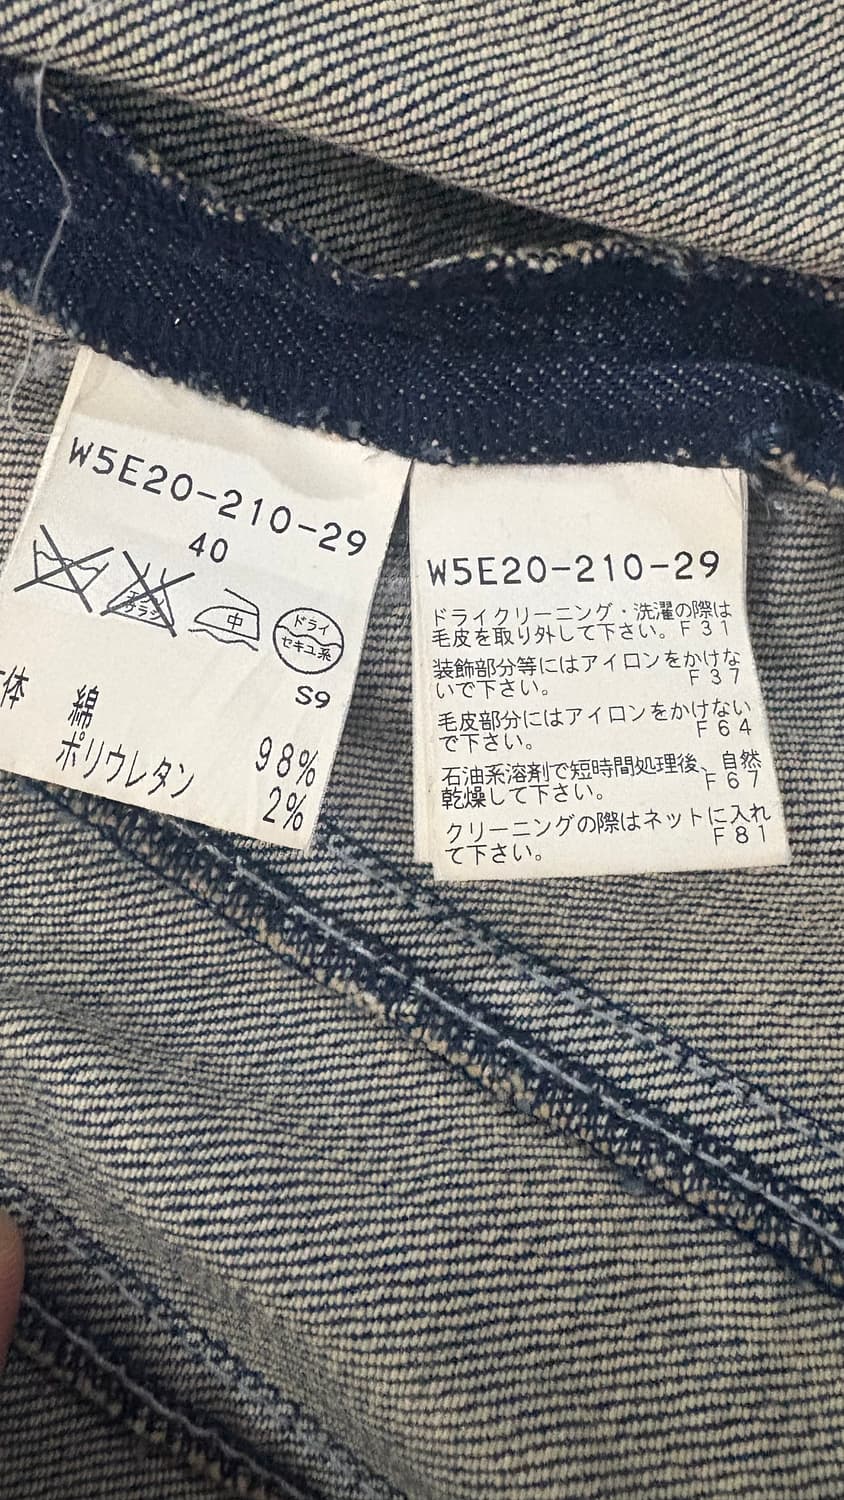 W5E20-210-29
40
エンソ
サラシ
中
ドライ
セキユ系
S9
体 綿 98%
ポリウレタン 2%
W5E20-210-29
ドライクリーニング・洗濯の際は
毛皮を取り外して下さい。F31
装飾部分等にはアイロンをかけな
いで下さい。 F37
毛皮部分にはアイロンをかけない
で下さい。 F64
石油系溶剤で短時間処理後、自然
乾燥して下さい。 F67
クリーニングの際はネットに入れ
て下さい。 F81